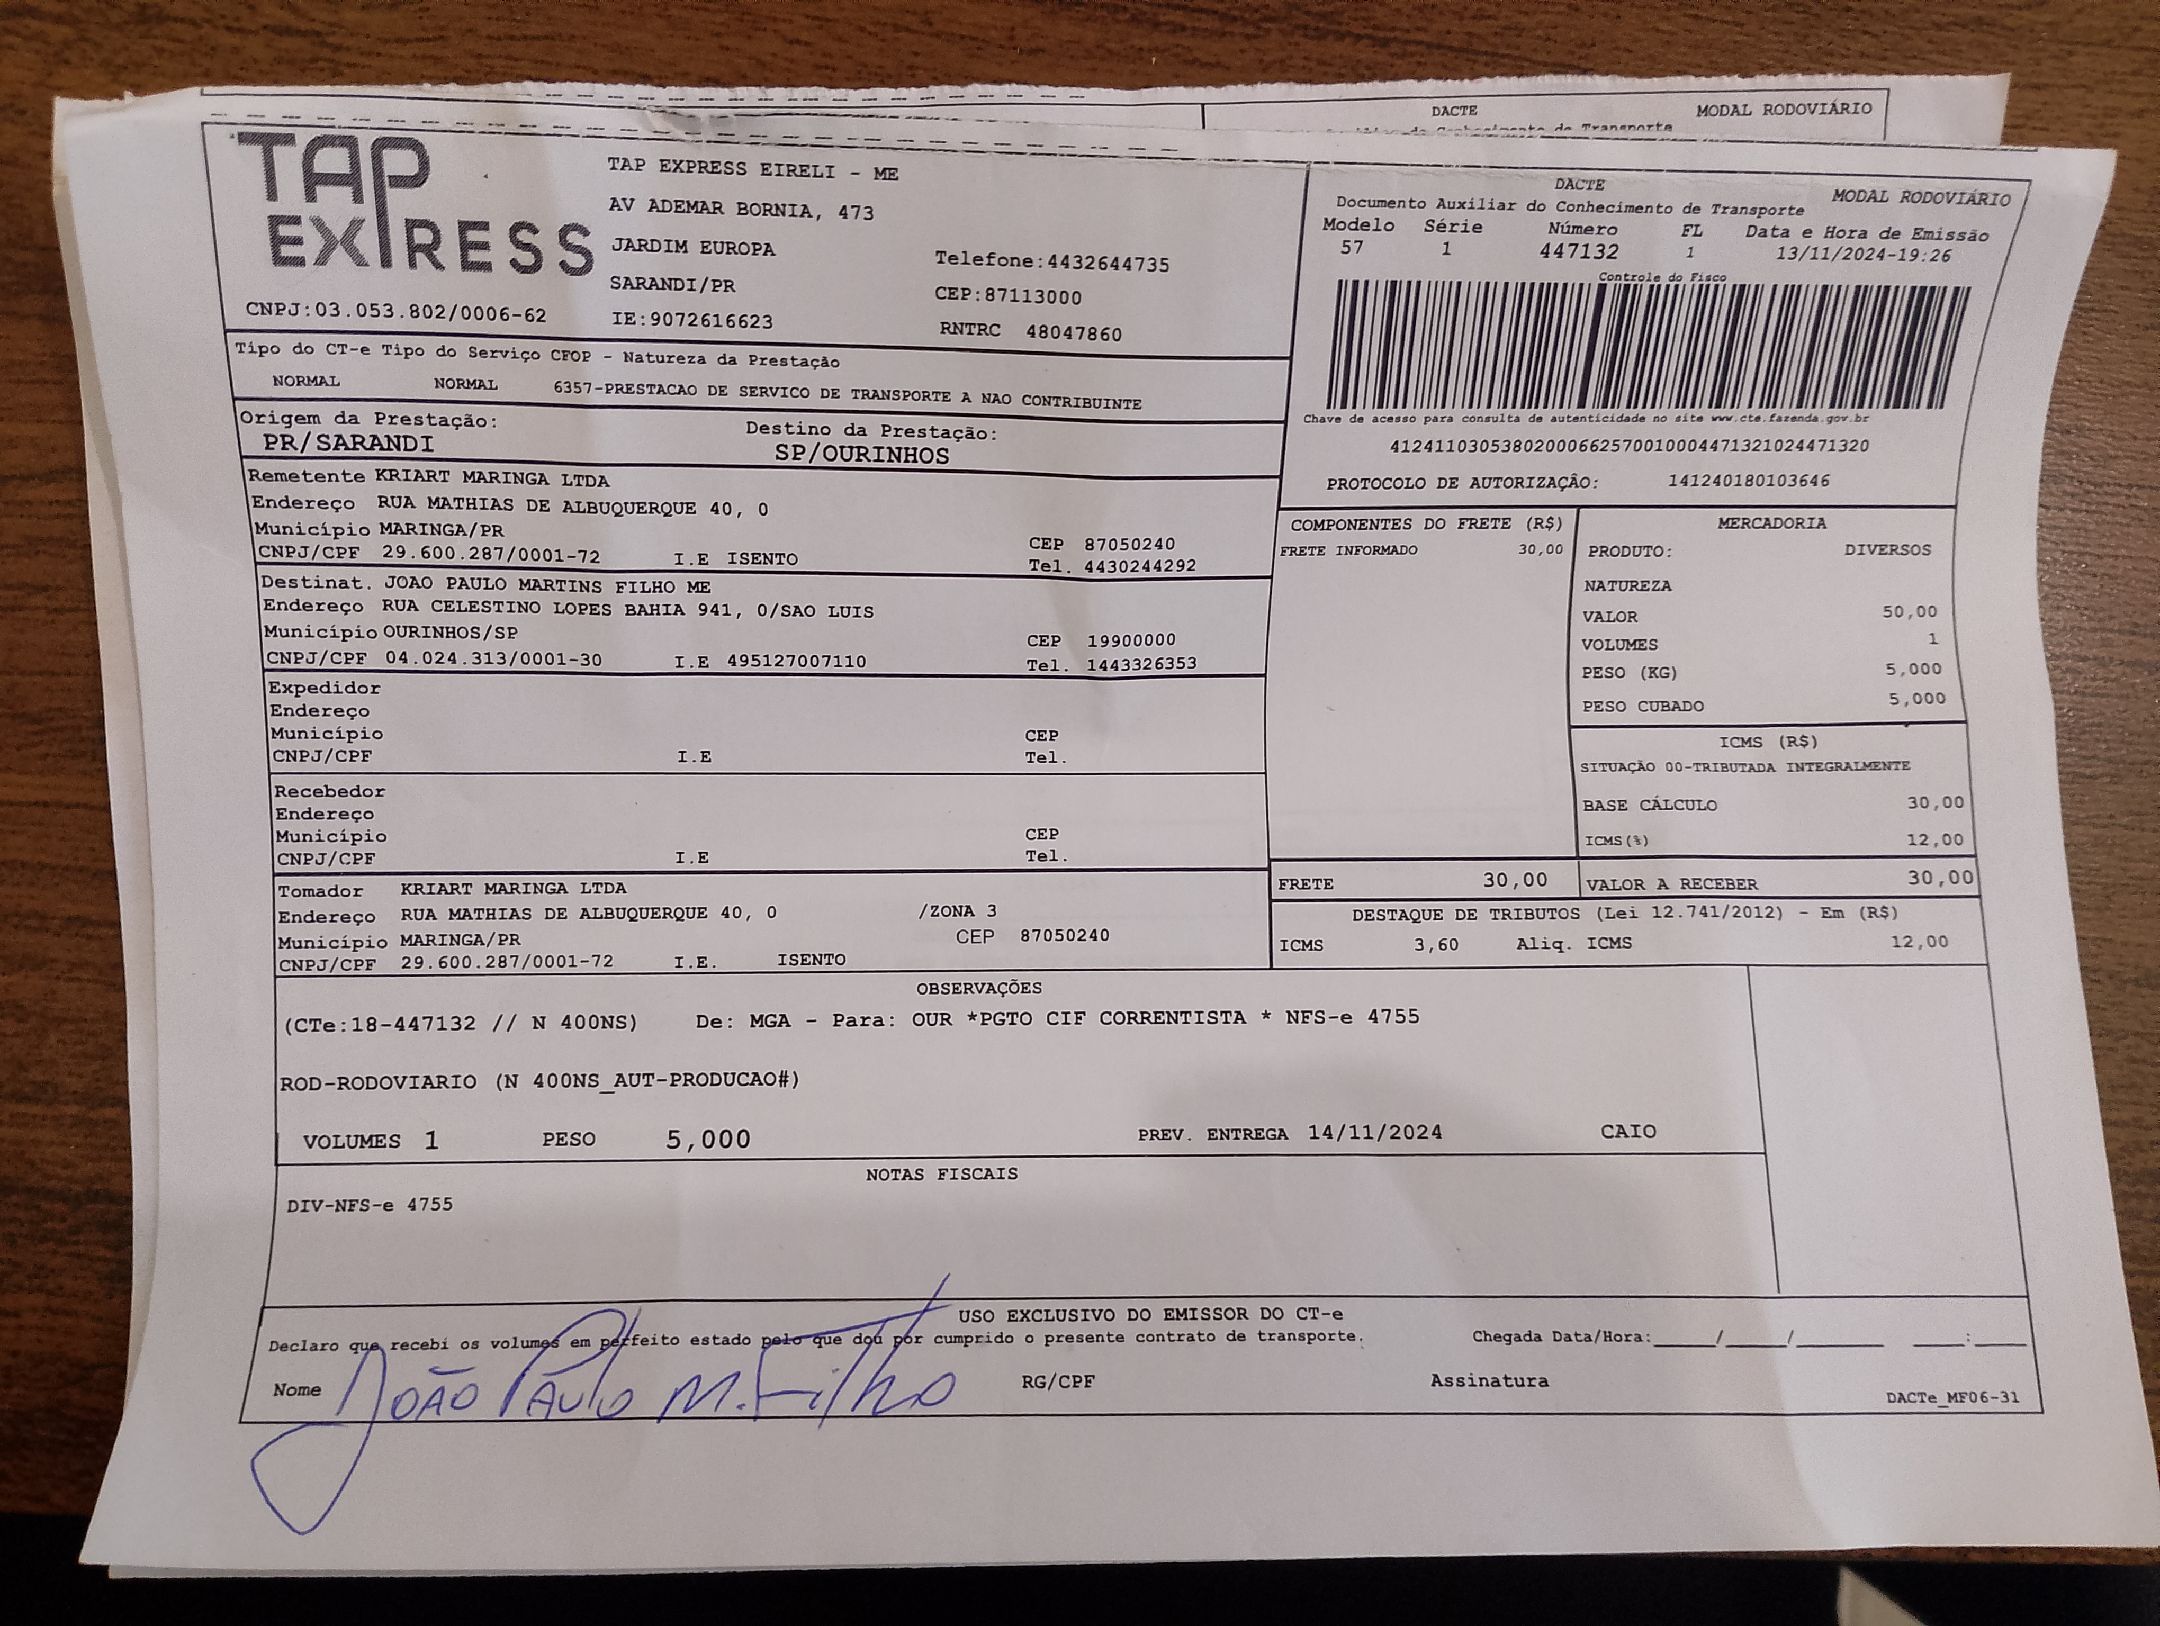 DACTE MODAL RODOVIÁRIO
TAP EXPRESS
TAP EXPRESS EIRELI - ME
AV ADEMAR BORNIA, 473
JARDIM EUROPA
SARANDI/PR
IE:9072616623
Telefone:4432644735
CEP:87113000
RNTRC 48047860
CNPJ:03.053.802/0006-62
DACTE MODAL RODOVIÁRIO
Documento Auxiliar do Conhecimento de Transporte
Modelo Série Número FL Data e Hora de Emissão
57 1 447132 1 13/11/2024-19:26
Controle do Fisco
Chave de acesso para consulta de autenticidade no site www.cte.fazenda.gov.br
41241103053802000662570010004471321024471320
PROTOCOLO DE AUTORIZAÇÃO: 141240180103646
Tipo do CT-e Tipo do Serviço CFOP - Natureza da Prestação
NORMAL NORMAL 6357-PRESTACAO DE SERVICO DE TRANSPORTE A NAO CONTRIBUINTE
Origem da Prestação: Destino da Prestação:
PR/SARANDI SP/OURINHOS
Remetente KRIART MARINGA LTDA
Endereço RUA MATHIAS DE ALBUQUERQUE 40, 0
Município MARINGA/PR CEP 87050240
CNPJ/CPF 29.600.287/0001-72 I.E ISENTO Tel. 4430244292
Destinat. JOAO PAULO MARTINS FILHO ME
Endereço RUA CELESTINO LOPES BAHIA 941, 0/SAO LUIS
Município OURINHOS/SP CEP 19900000
CNPJ/CPF 04.024.313/0001-30 I.E 495127007110 Tel. 1443326353
Expedidor
Endereço
Município CEP
CNPJ/CPF I.E Tel.
Recebedor
Endereço
Município CEP
CNPJ/CPF I.E Tel.
Tomador KRIART MARINGA LTDA
Endereço RUA MATHIAS DE ALBUQUERQUE 40, 0 /ZONA 3
Município MARINGA/PR CEP 87050240
CNPJ/CPF 29.600.287/0001-72 I.E. ISENTO
COMPONENTES DO FRETE (R$)
FRETE INFORMADO 30,00
MERCADORIA
PRODUTO: DIVERSOS
NATUREZA
VALOR 50,00
VOLUMES 1
PESO (KG) 5,000
PESO CUBADO 5,000
ICMS (R$)
SITUAÇÃO 00-TRIBUTADA INTEGRALMENTE
BASE CÁLCULO 30,00
ICMS(%) 12,00
FRETE 30,00 VALOR A RECEBER 30,00
DESTAQUE DE TRIBUTOS (Lei 12.741/2012) - Em (R$)
ICMS 3,60 Aliq. ICMS 12,00
OBSERVAÇÕES
(CTe:18-447132 // N 400NS) De: MGA - Para: OUR *PGTO CIF CORRENTISTA * NFS-e 4755
ROD-RODOVIARIO (N 400NS_AUT-PRODUCAO#)
VOLUMES 1 PESO 5,000 PREV. ENTREGA 14/11/2024 CAIO
NOTAS FISCAIS
DIV-NFS-e 4755
USO EXCLUSIVO DO EMISSOR DO CT-e
Declaro que recebi os volumes em perfeito estado pelo que dou por cumprido o presente contrato de transporte. Chegada Data/Hora:____/____/______ ___:___
Nome JOÃO PAULO M. Filho RG/CPF Assinatura
DACTe_MF06-31